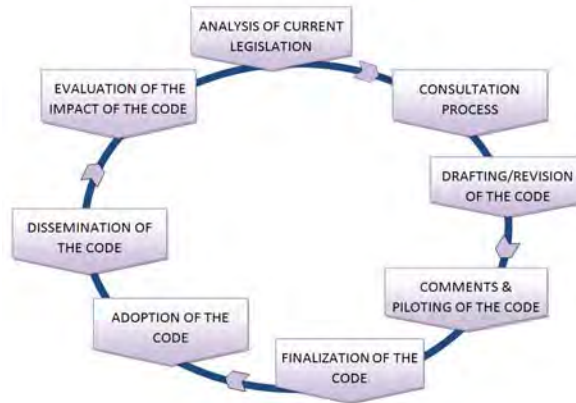 ANALYSIS OF CURRENT
LEGISLATION
CONSULTATION
PROCESS
DRAFTING/REVISION
OF THE CODE
COMMENTS &
PILOTING OF THE CODE
FINALIZATION OF THE
CODE
ADOPTION OF THE
CODE
DISSEMINATION OF
THE CODE
EVALUATION OF THE
IMPACT OF THE CODE